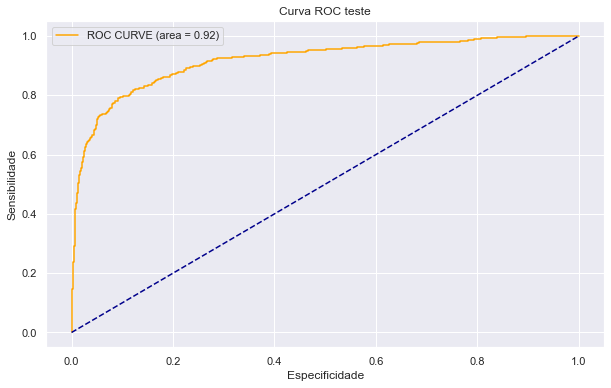 Curva ROC teste
ROC CURVE (area = 0.92)
1.0
0.8
0.6
0.4
0.2
0.0
Sensibilidade
0.0 0.2 0.4 0.6 0.8 1.0
Especificidade